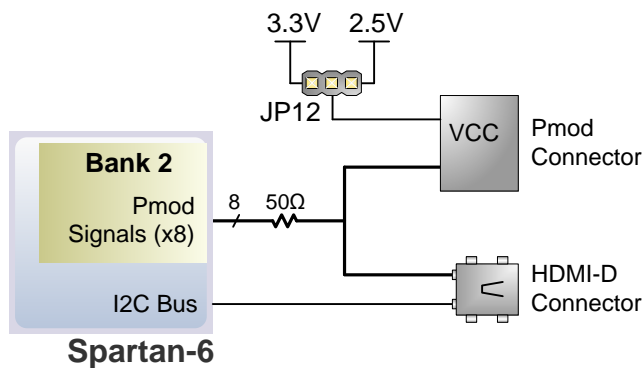 3.3V 2.5V
JP12
VCC
Pmod
Connector
Bank 2
Pmod
Signals (x8)
8
50Ω
HDMI-D
Connector
I2C Bus
Spartan-6